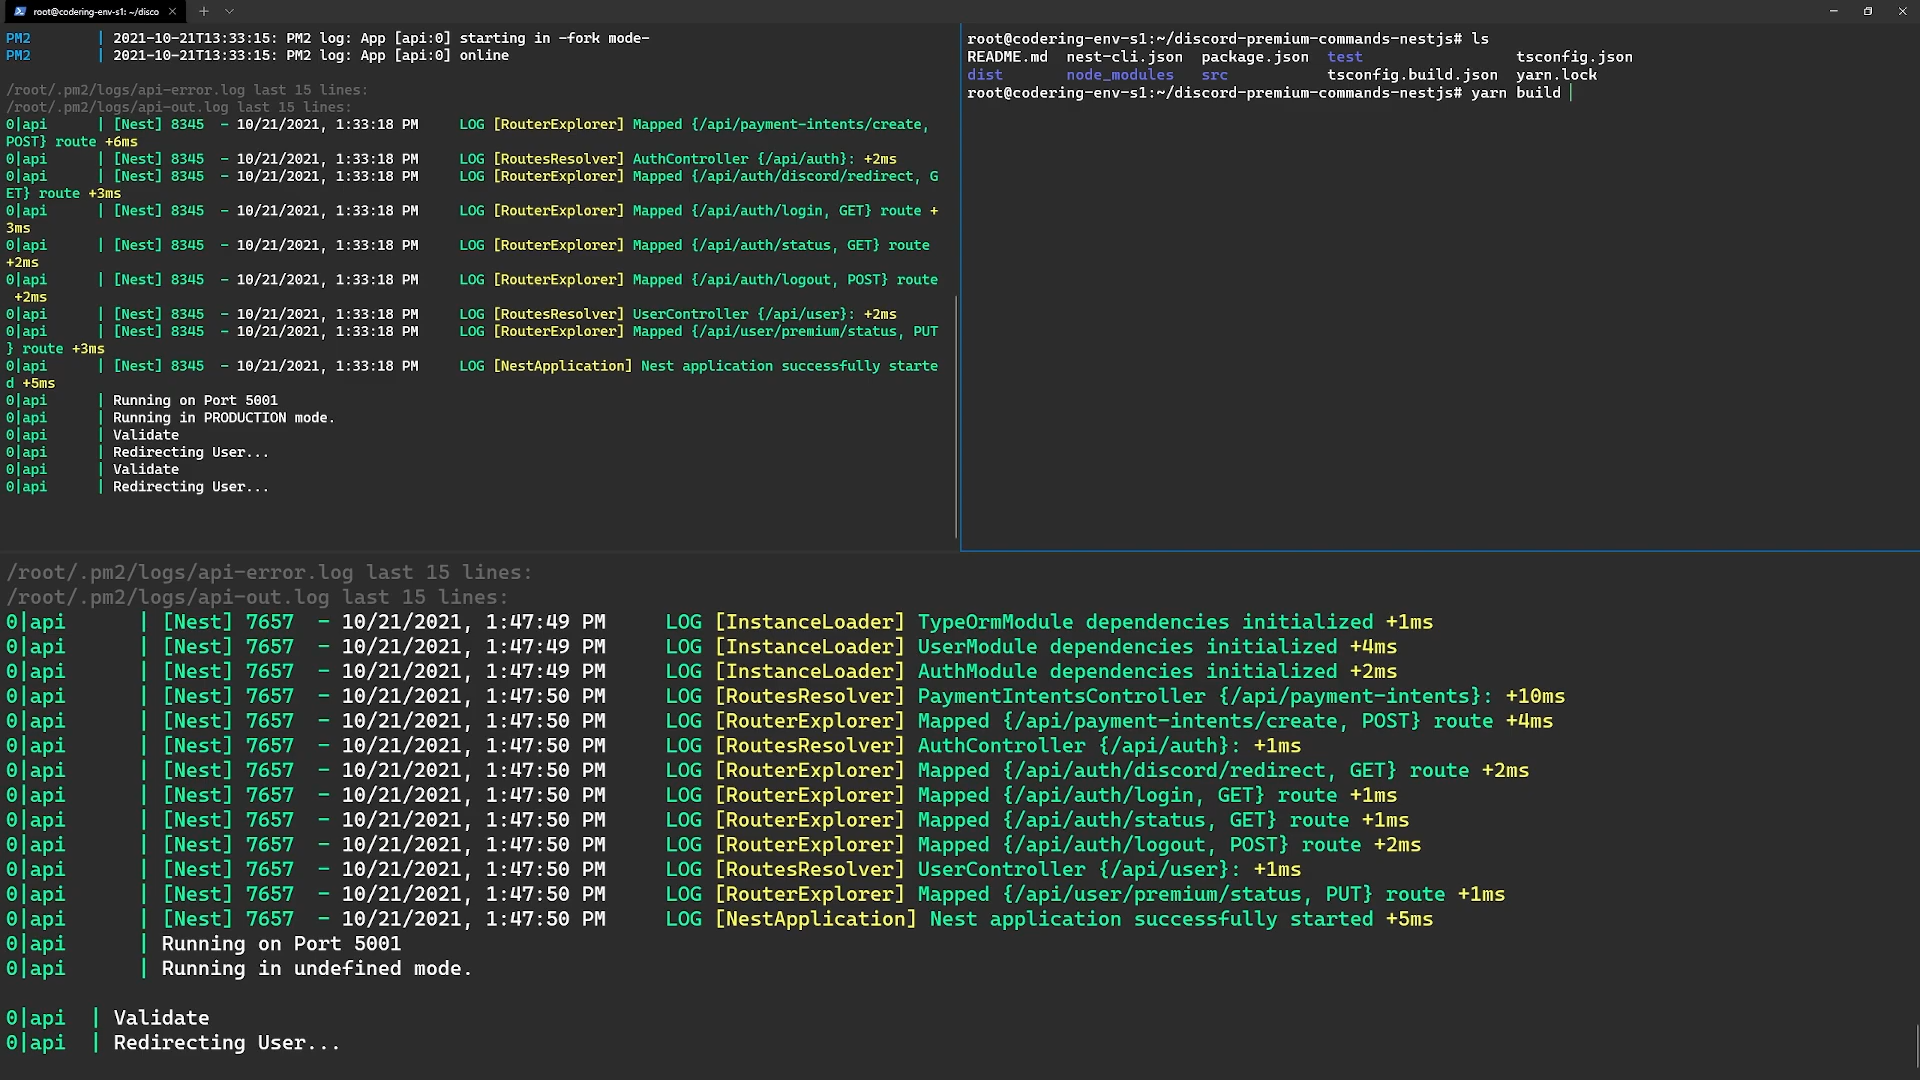 root@codering-env-s1: ~/disco
PM2        | 2021-10-21T13:33:15: PM2 log: App [api:0] starting in -fork mode-
PM2        | 2021-10-21T13:33:15: PM2 log: App [api:0] online
/root/.pm2/logs/api-error.log last 15 lines:
/root/.pm2/logs/api-out.log last 15 lines:
0|api      | [Nest] 8345  - 10/21/2021, 1:33:18 PM     LOG [RouterExplorer] Mapped {/api/payment-intents/create,
POST} route +6ms
0|api      | [Nest] 8345  - 10/21/2021, 1:33:18 PM     LOG [RoutesResolver] AuthController {/api/auth}: +2ms
0|api      | [Nest] 8345  - 10/21/2021, 1:33:18 PM     LOG [RouterExplorer] Mapped {/api/auth/discord/redirect, G
ET} route +3ms
0|api      | [Nest] 8345  - 10/21/2021, 1:33:18 PM     LOG [RouterExplorer] Mapped {/api/auth/login, GET} route +
3ms
0|api      | [Nest] 8345  - 10/21/2021, 1:33:18 PM     LOG [RouterExplorer] Mapped {/api/auth/status, GET} route
+2ms
0|api      | [Nest] 8345  - 10/21/2021, 1:33:18 PM     LOG [RouterExplorer] Mapped {/api/auth/logout, POST} route
+2ms
0|api      | [Nest] 8345  - 10/21/2021, 1:33:18 PM     LOG [RoutesResolver] UserController {/api/user}: +2ms
0|api      | [Nest] 8345  - 10/21/2021, 1:33:18 PM     LOG [RouterExplorer] Mapped {/api/user/premium/status, PUT
} route +3ms
0|api      | [Nest] 8345  - 10/21/2021, 1:33:18 PM     LOG [NestApplication] Nest application successfully starte
d +5ms
0|api      | Running on Port 5001
0|api      | Running in PRODUCTION mode.
0|api      | Validate
0|api      | Redirecting User...
0|api      | Validate
0|api      | Redirecting User...
root@codering-env-s1:~/discord-premium-commands-nestjs# ls
README.md  nest-cli.json  package.json  test                 tsconfig.json
dist       node_modules   src           tsconfig.build.json  yarn.lock
root@codering-env-s1:~/discord-premium-commands-nestjs# yarn build
/root/.pm2/logs/api-error.log last 15 lines:
/root/.pm2/logs/api-out.log last 15 lines:
0|api      | [Nest] 7657  - 10/21/2021, 1:47:49 PM     LOG [InstanceLoader] TypeOrmModule dependencies initialized +1ms
0|api      | [Nest] 7657  - 10/21/2021, 1:47:49 PM     LOG [InstanceLoader] UserModule dependencies initialized +4ms
0|api      | [Nest] 7657  - 10/21/2021, 1:47:49 PM     LOG [InstanceLoader] AuthModule dependencies initialized +2ms
0|api      | [Nest] 7657  - 10/21/2021, 1:47:50 PM     LOG [RoutesResolver] PaymentIntentsController {/api/payment-intents}: +10ms
0|api      | [Nest] 7657  - 10/21/2021, 1:47:50 PM     LOG [RouterExplorer] Mapped {/api/payment-intents/create, POST} route +4ms
0|api      | [Nest] 7657  - 10/21/2021, 1:47:50 PM     LOG [RoutesResolver] AuthController {/api/auth}: +1ms
0|api      | [Nest] 7657  - 10/21/2021, 1:47:50 PM     LOG [RouterExplorer] Mapped {/api/auth/discord/redirect, GET} route +2ms
0|api      | [Nest] 7657  - 10/21/2021, 1:47:50 PM     LOG [RouterExplorer] Mapped {/api/auth/login, GET} route +1ms
0|api      | [Nest] 7657  - 10/21/2021, 1:47:50 PM     LOG [RouterExplorer] Mapped {/api/auth/status, GET} route +1ms
0|api      | [Nest] 7657  - 10/21/2021, 1:47:50 PM     LOG [RouterExplorer] Mapped {/api/auth/logout, POST} route +2ms
0|api      | [Nest] 7657  - 10/21/2021, 1:47:50 PM     LOG [RoutesResolver] UserController {/api/user}: +1ms
0|api      | [Nest] 7657  - 10/21/2021, 1:47:50 PM     LOG [RouterExplorer] Mapped {/api/user/premium/status, PUT} route +1ms
0|api      | [Nest] 7657  - 10/21/2021, 1:47:50 PM     LOG [NestApplication] Nest application successfully started +5ms
0|api      | Running on Port 5001
0|api      | Running in undefined mode.
0|api  | Validate
0|api  | Redirecting User...